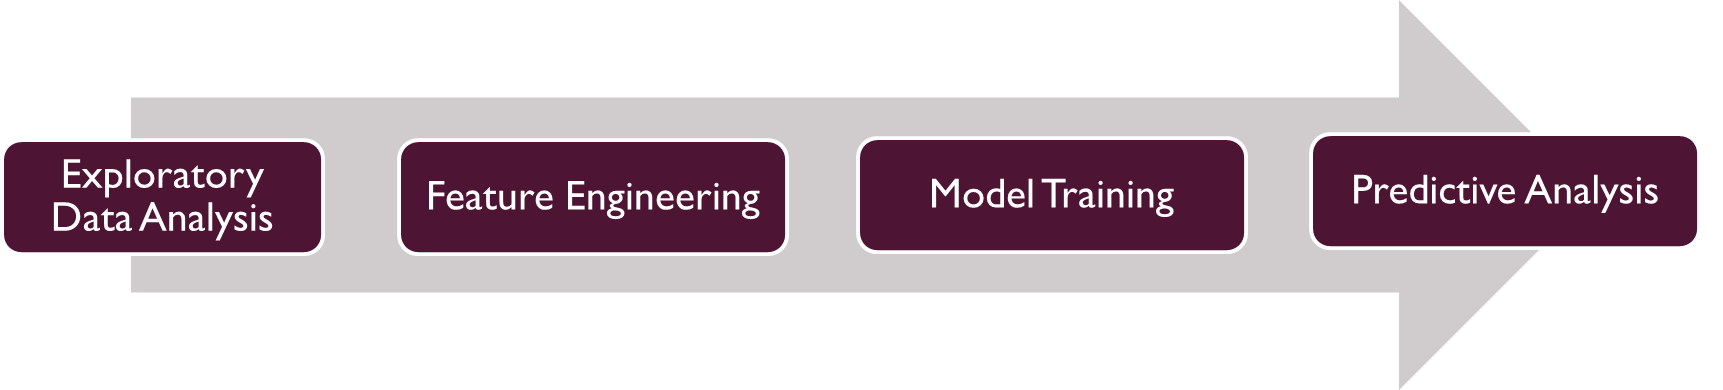 Exploratory
Data Analysis
Feature Engineering
Model Training
Predictive Analysis